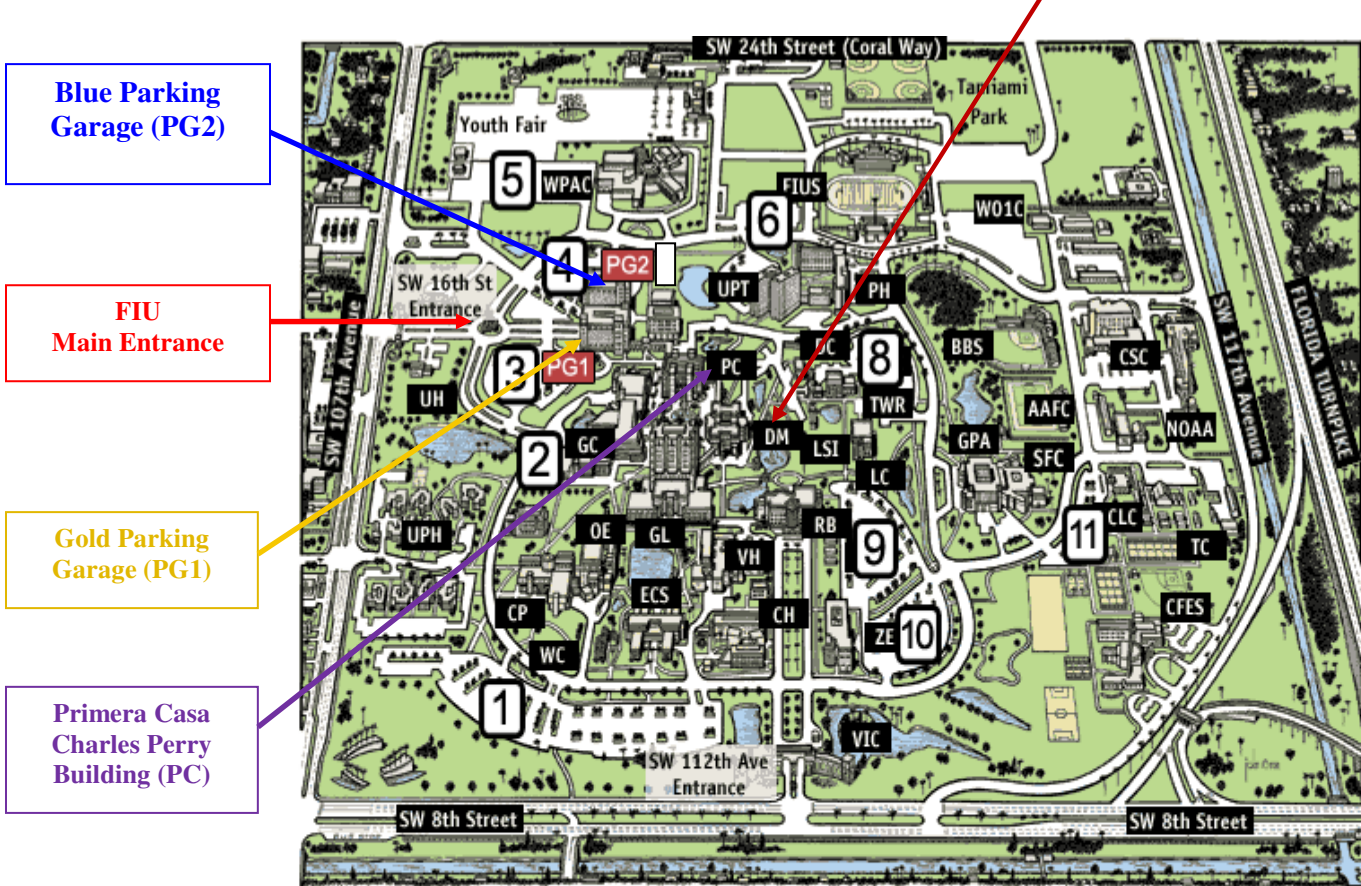 SW 24th Street (Coral Way)
Blue Parking
Garage (PG2)
Tamiami
Park
Youth Fair
5
WPAC
FIUS
6
W01C
4
PG2
SW 16th St
Entrance
UPT
PH
FIU
Main Entrance
SW 107th Avenue
SW 117th Avenue
FLORIDA TURNPIKE
3
PG1
PC
8
BBS
CSC
UH
TWR
AAFC
NOAA
2
GC
DM
LSI
GPA
SFC
LC
Gold Parking
Garage (PG1)
UPH
OE
GL
VH
RB
9
11
CLC
TC
ECS
CP
CH
CFES
WC
ZE
10
Primera Casa
Charles Perry
Building (PC)
1
VIC
SW 112th Ave
Entrance
SW 8th Street
SW 8th Street